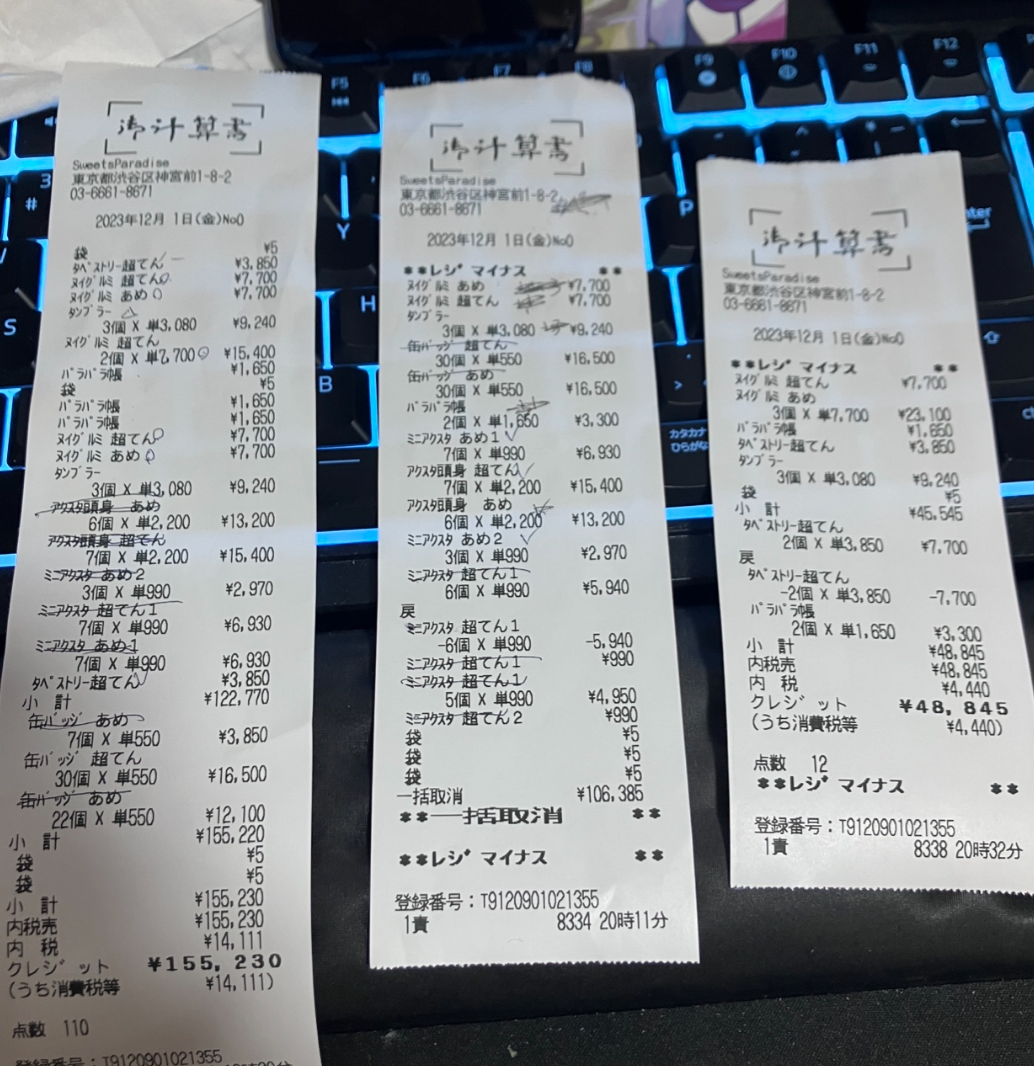 御計算書
SweetsParadise
東京都渋谷区神宮前1-8-2
03-6661-8671
2023年12月 1日(金)No0
袋 ¥5
タペストリー超てん ¥3,850
ヌイグルミ 超てん ¥7,700
ヌイグルミ あめ ¥7,700
タンブラー
3個 X 単3,080 ¥9,240
ヌイグルミ 超てん
2個 X 単7,700 ¥15,400
パラパラ帳 ¥1,650
袋 ¥5
パラパラ帳 ¥1,650
パラパラ帳 ¥1,650
ヌイグルミ 超てん ¥7,700
ヌイグルミ あめ ¥7,700
タンブラー
3個 X 単3,080 ¥9,240
アクスタ頭身 あめ
6個 X 単2,200 ¥13,200
アクスタ頭身 超てん
7個 X 単2,200 ¥15,400
ミニアクスタ あめ2
3個 X 単990 ¥2,970
ミニアクスタ 超てん1
7個 X 単990 ¥6,930
ミニアクスタ あめ1
7個 X 単990 ¥6,930
タペストリー超てん ¥3,850
小 計 ¥122,770
缶バッジ あめ
7個 X 単550 ¥3,850
缶バッジ 超てん
30個 X 単550 ¥16,500
缶バッジ あめ
22個 X 単550 ¥12,100
小 計 ¥155,220
袋 ¥5
袋 ¥5
小 計 ¥155,230
内税売 ¥155,230
内 税 ¥14,111
クレジット ¥155,230
(うち消費税等 ¥14,111)
点数 110
登録番号:T9120901021355
御計算書
SweetsParadise
東京都渋谷区神宮前1-8-2
03-6661-8671
2023年12月 1日(金)No0
**レジ マイナス **
ヌイグルミ あめ ¥7,700
ヌイグルミ 超てん ¥7,700
タンブラー
3個 X 単3,080 ¥9,240
缶バッジ 超てん
30個 X 単550 ¥16,500
缶バッジ あめ
30個 X 単550 ¥16,500
パラパラ帳
2個 X 単1,650 ¥3,300
ミニアクスタ あめ1
7個 X 単990 ¥6,930
アクスタ頭身 超てん
7個 X 単2,200 ¥15,400
アクスタ頭身 あめ
6個 X 単2,200 ¥13,200
ミニアクスタ あめ2
3個 X 単990 ¥2,970
ミニアクスタ 超てん1
6個 X 単990 ¥5,940
戻
ミニアクスタ 超てん1
-6個 X 単990 -5,940
ミニアクスタ 超てん1 ¥990
ミニアクスタ 超てん1
5個 X 単990 ¥4,950
ミニアクスタ 超てん2 ¥990
袋 ¥5
袋 ¥5
袋 ¥5
一括取消 ¥106,385
**一括取消 **
**レジ マイナス **
登録番号:T9120901021355
1責 8334 20時11分
御計算書
SweetsParadise
東京都渋谷区神宮前1-8-2
03-6661-8671
2023年12月 1日(金)No0
**レジ マイナス **
ヌイグルミ 超てん ¥7,700
ヌイグルミ あめ
3個 X 単7,700 ¥23,100
パラパラ帳 ¥1,650
タペストリー超てん ¥3,850
タンブラー
3個 X 単3,080 ¥9,240
袋 ¥5
小 計 ¥45,545
タペストリー超てん
2個 X 単3,850 ¥7,700
戻
タペストリー超てん
-2個 X 単3,850 -7,700
パラパラ帳
2個 X 単1,650 ¥3,300
小 計 ¥48,845
内税売 ¥48,845
内 税 ¥4,440
クレジット ¥48,845
(うち消費税等 ¥4,440)
点数 12
**レジ マイナス **
登録番号:T9120901021355
1責 8338 20時32分
F5
F6
F7
F8
F9
F10
F11
F12
3
#
Y
P
S
H
B
カタカナ
ひらがな